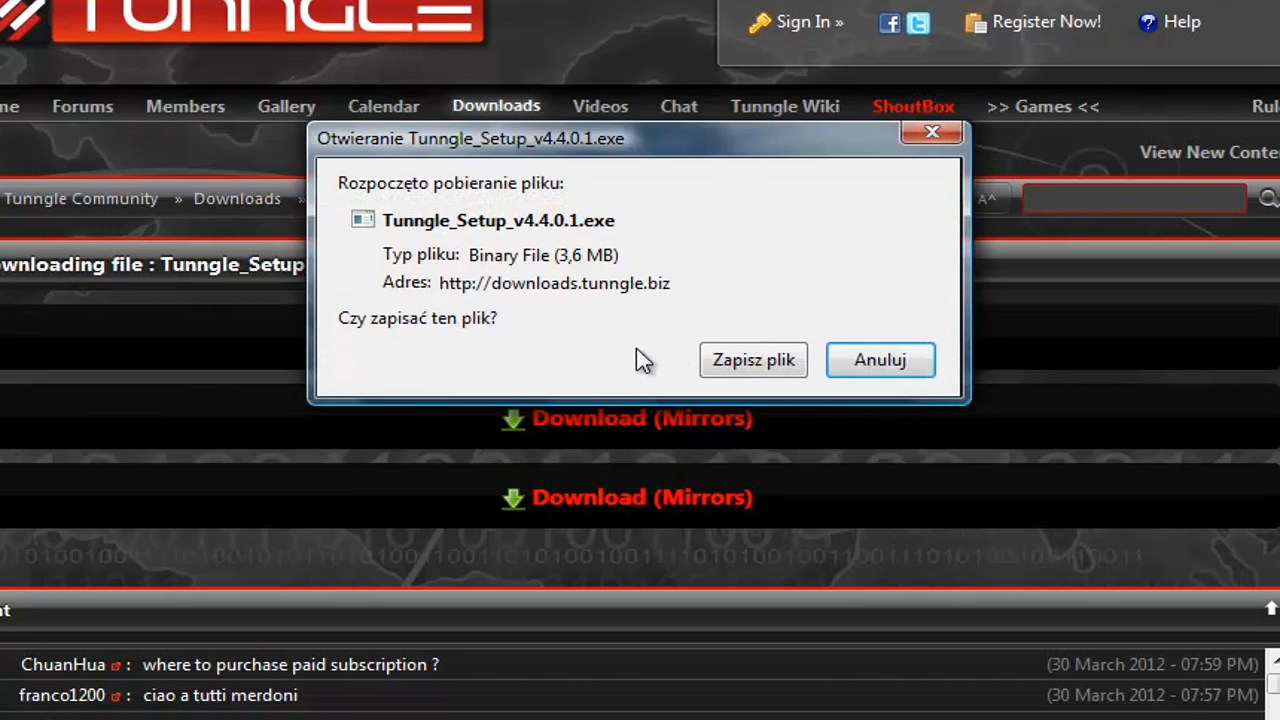 TUNNGLE
Sign In »
Register Now!
Help
me Forums Members Gallery Calendar Downloads Videos Chat Tunngle Wiki ShoutBox >> Games << Rul
View New Conte
Tunngle Community » Downloads »
A^
wnloading file : Tunngle_Setup
Otwieranie Tunngle_Setup_v4.4.0.1.exe
Rozpoczęto pobieranie pliku:
Tunngle_Setup_v4.4.0.1.exe
Typ pliku: Binary File (3,6 MB)
Adres: http://downloads.tunngle.biz
Czy zapisać ten plik?
Zapisz plik Anuluj
Download (Mirrors)
Download (Mirrors)
at
ChuanHua : where to purchase paid subscription ? (30 March 2012 - 07:59 PM)
franco1200 : ciao a tutti merdoni (30 March 2012 - 07:57 PM)